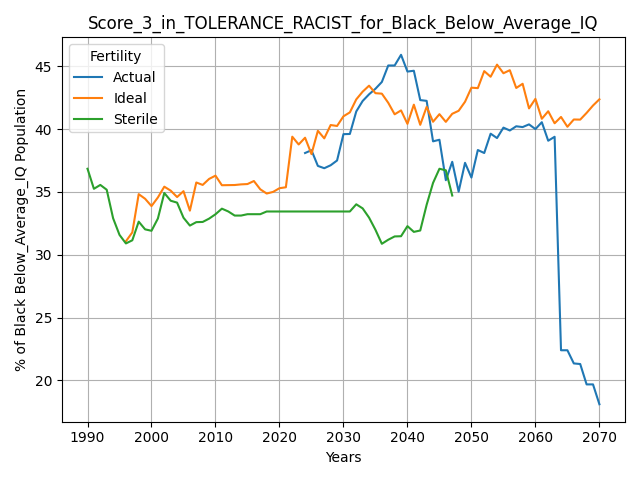 Score_3_in_TOLERANCE_RACIST_for_Black_Below_Average_IQ
% of Black Below_Average_IQ Population
45
40
35
30
25
20
Fertility
Actual
Ideal
Sterile
1990 2000 2010 2020 2030 2040 2050 2060 2070
Years